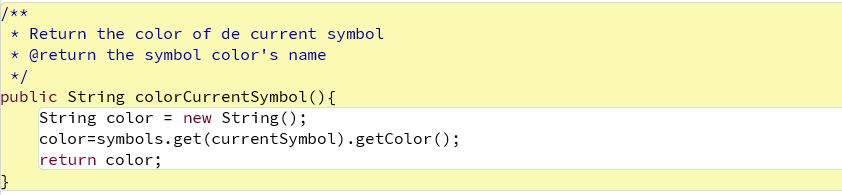 /**
 * Return the color of de current symbol
 * @return the symbol color's name
 */
public String colorCurrentSymbol(){
    String color = new String();
    color=symbols.get(currentSymbol).getColor();
    return color;
}